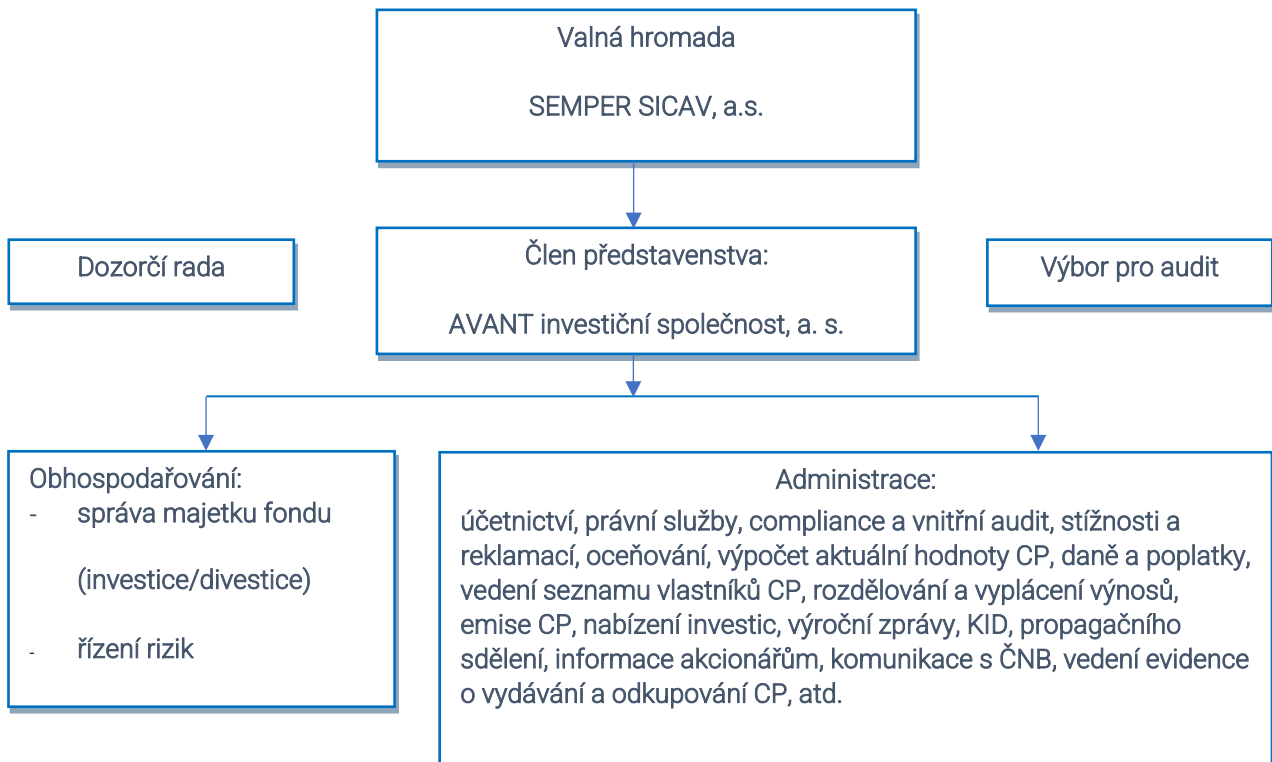 Valná hromada
SEMPER SICAV, a.s.
Dozorčí rada
Člen představenstva:
AVANT investiční společnost, a. s.
Výbor pro audit
Obhospodařování:
- správa majetku fondu
(investice/divestice)
- řízení rizik
Administrace:
účetnictví, právní služby, compliance a vnitřní audit, stížnosti a
reklamací, oceňování, výpočet aktuální hodnoty CP, daně a poplatky,
vedení seznamu vlastníků CP, rozdělování a vyplácení výnosů,
emise CP, nabízení investic, výroční zprávy, KID, propagačního
sdělení, informace akcionářům, komunikace s ČNB, vedení evidence
o vydávání a odkupování CP, atd.